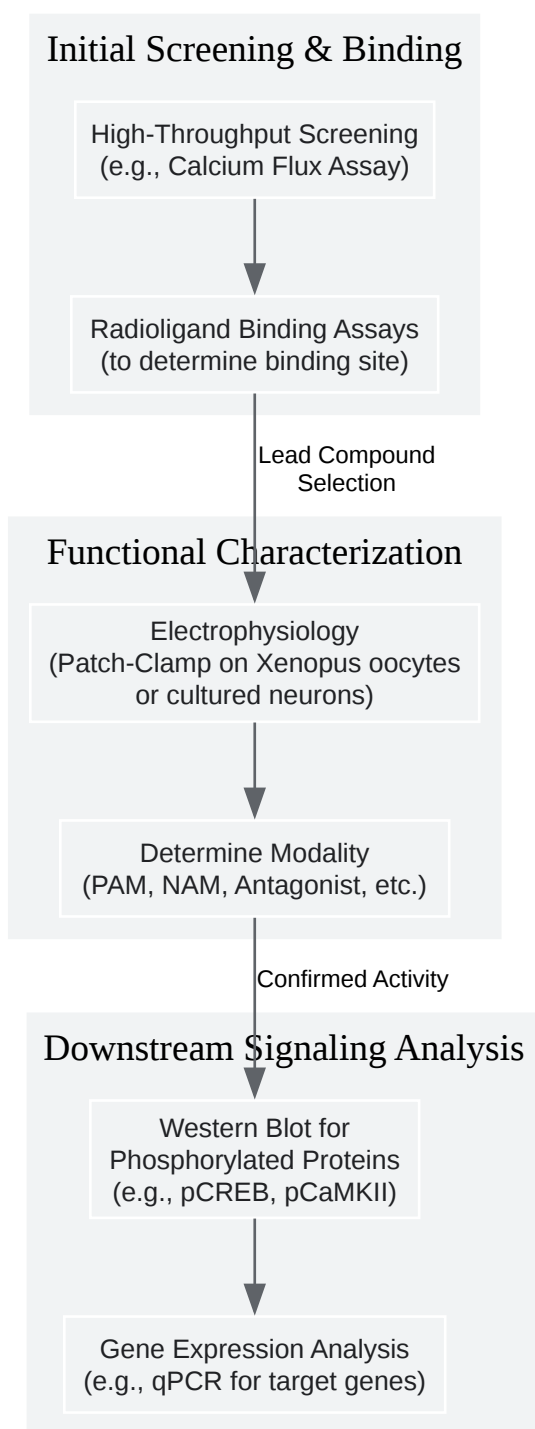 Initial Screening & Binding
High-Throughput Screening
(e.g., Calcium Flux Assay)
Radioligand Binding Assays
(to determine binding site)
Lead Compound
Selection
Functional Characterization
Electrophysiology
(Patch-Clamp on Xenopus oocytes
or cultured neurons)
Determine Modality
(PAM, NAM, Antagonist, etc.)
Confirmed Activity
Downstream Signaling Analysis
Western Blot for
Phosphorylated Proteins
(e.g., pCREB, pCaMKII)
Gene Expression Analysis
(e.g., qPCR for target genes)